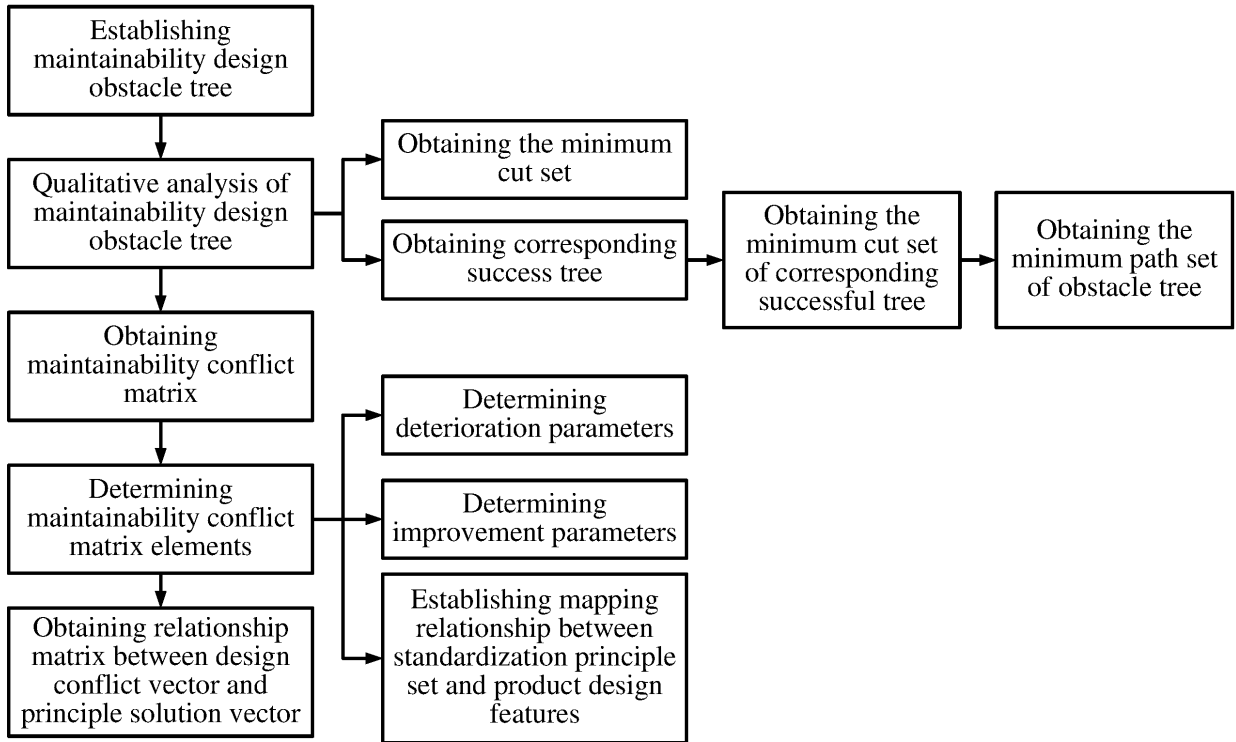 Establishing
maintainability design
obstacle tree
Qualitative analysis of
maintainability design
obstacle tree
Obtaining the minimum
cut set
Obtaining corresponding
success tree
Obtaining the
minimum cut set
of corresponding
successful tree
Obtaining the
minimum path set
of obstacle tree
Obtaining
maintainability conflict
matrix
Determining
maintainability conflict
matrix elements
Determining
deterioration parameters
Determining
improvement parameters
Establishing mapping
relationship between
standardization principle
set and product design
features
Obtaining relationship
matrix between design
conflict vector and
principle solution vector